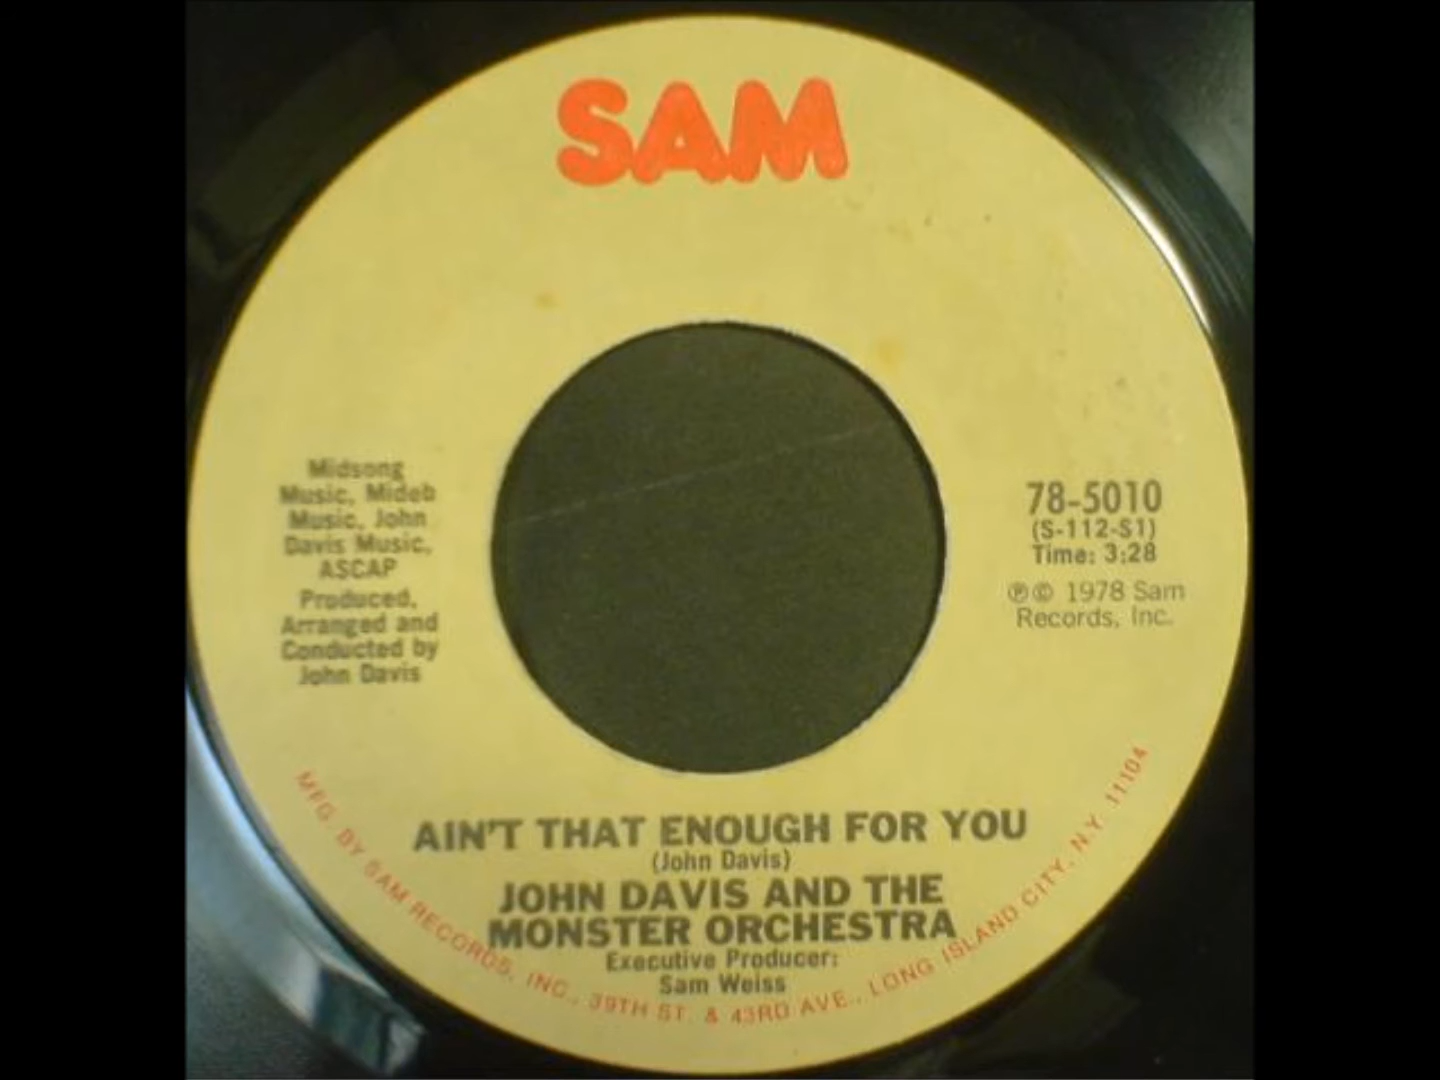 SAM
Midsong
Music, Mideb
Music, John
Davis Music,
ASCAP
Produced,
Arranged and
Conducted by
John Davis
78-5010
(S-112-S1)
Time: 3:28
℗© 1978 Sam
Records, Inc.
AIN'T THAT ENOUGH FOR YOU
(John Davis)
JOHN DAVIS AND THE
MONSTER ORCHESTRA
Executive Producer:
Sam Weiss
MFG. BY SAM RECORDS, INC., 39TH ST. & 43RD AVE., LONG ISLAND CITY, N.Y. 11104